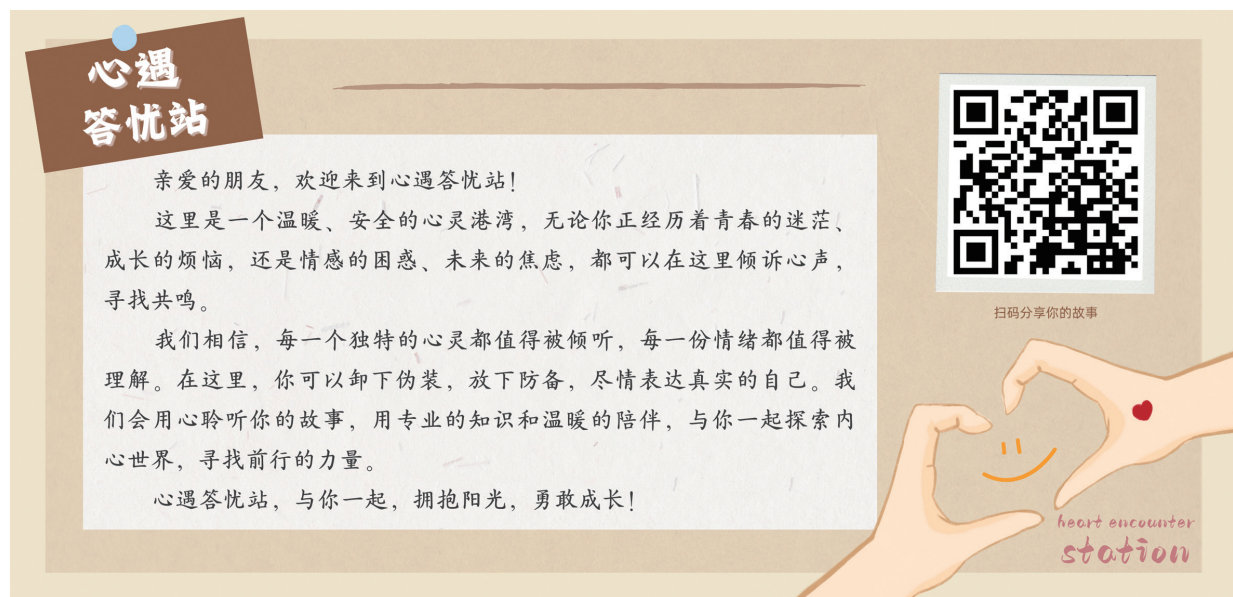 心遇
答忧站
亲爱的朋友，欢迎来到心遇答忧站！
这里是一个温暖、安全的心灵港湾，无论你正经历着青春的迷茫、
成长的烦恼，还是情感的困惑、未来的焦虑，都可以在这里倾诉心声，
寻找共鸣。
我们相信，每一个独特的心灵都值得被倾听，每一份情绪都值得被
理解。在这里，你可以卸下伪装，放下防备，尽情表达真实的自己。我
们会用心聆听你的故事，用专业的知识和温暖的陪伴，与你一起探索内
心世界，寻找前行的力量。
心遇答忧站，与你一起，拥抱阳光，勇敢成长！
扫码分享你的故事
heart encounter
station